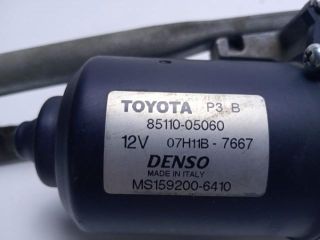 TOYOTA P3 B
85110-05060
12V 07H11B-7667
DENSO
MADE IN ITALY
MS159200-6410